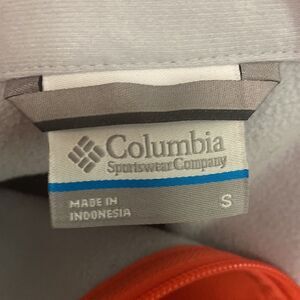 Columbia
Sportswear Company
MADE IN
INDONESIA
S